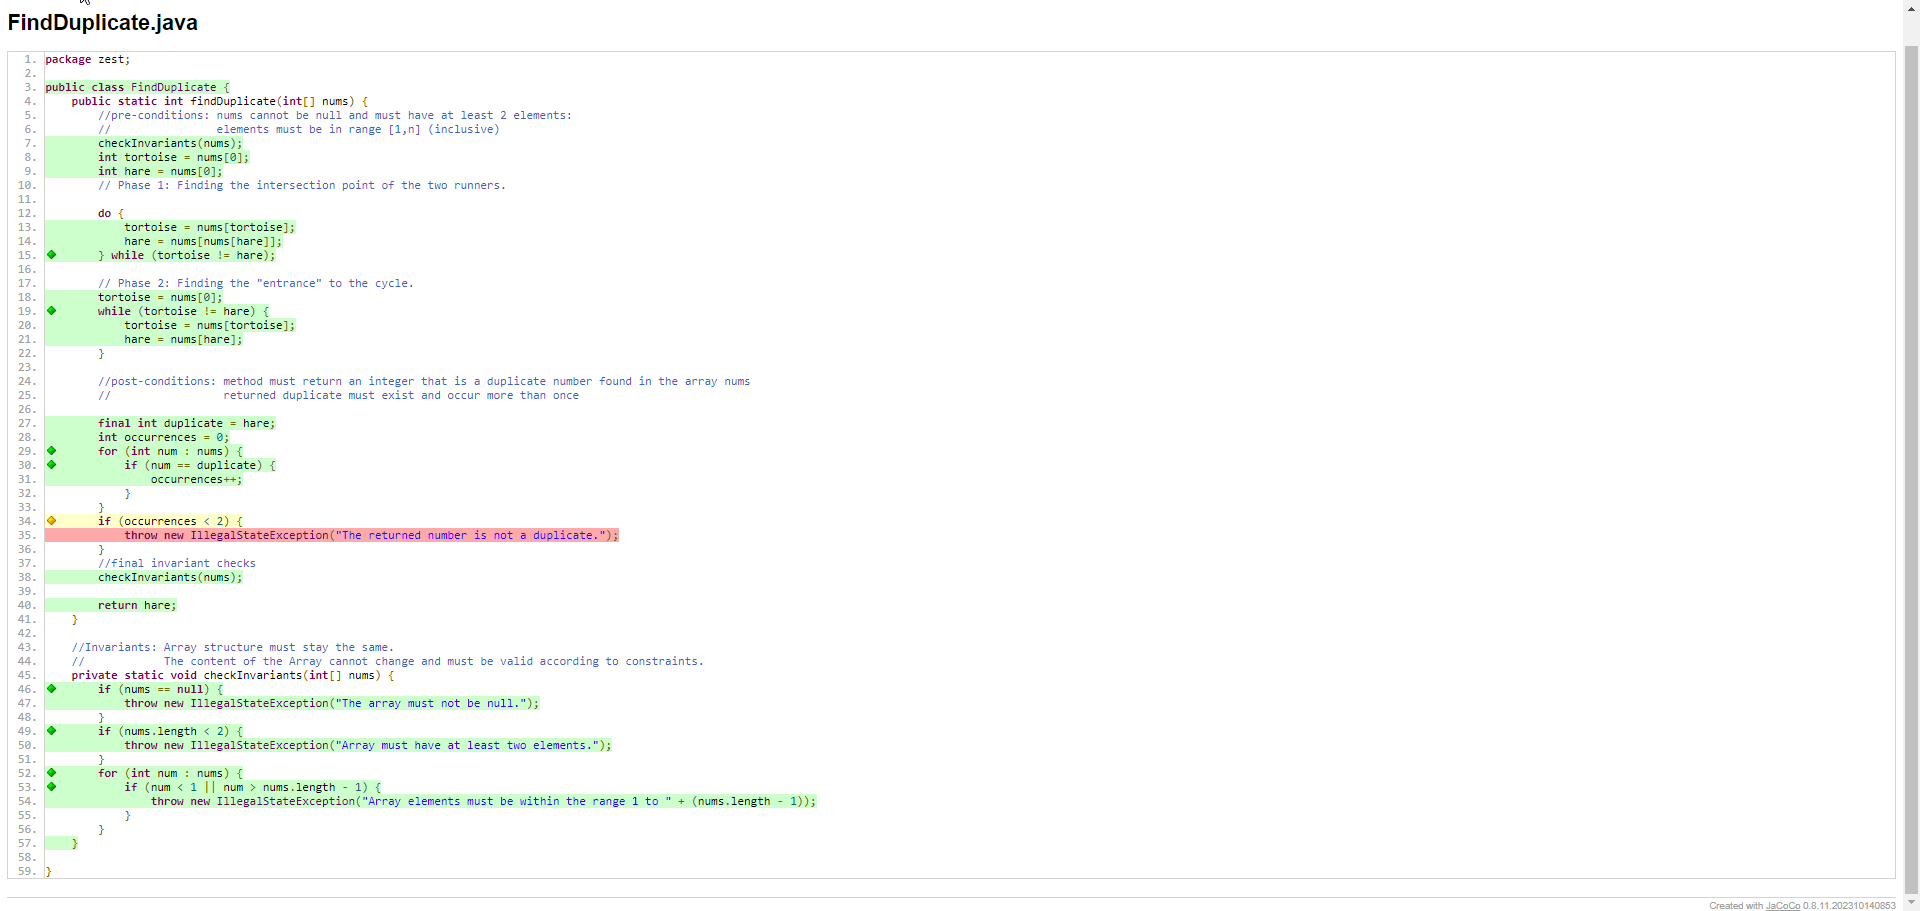 FindDuplicate.java
1. package zest;
2.
3. public class FindDuplicate {
4.     public static int findDuplicate(int[] nums) {
5.         //pre-conditions: nums cannot be null and must have at least 2 elements:
6.         //                elements must be in range [1,n] (inclusive)
7.         checkInvariants(nums);
8.         int tortoise = nums[0];
9.         int hare = nums[0];
10.         // Phase 1: Finding the intersection point of the two runners.
11.
12.         do {
13.             tortoise = nums[tortoise];
14.             hare = nums[nums[hare]];
15.         } while (tortoise != hare);
16.
17.         // Phase 2: Finding the "entrance" to the cycle.
18.         tortoise = nums[0];
19.         while (tortoise != hare) {
20.             tortoise = nums[tortoise];
21.             hare = nums[hare];
22.         }
23.
24.         //post-conditions: method must return an integer that is a duplicate number found in the array nums
25.         //                 returned duplicate must exist and occur more than once
26.
27.         final int duplicate = hare;
28.         int occurrences = 0;
29.         for (int num : nums) {
30.             if (num == duplicate) {
31.                 occurrences++;
32.             }
33.         }
34.         if (occurrences < 2) {
35.             throw new IllegalStateException("The returned number is not a duplicate.");
36.         }
37.         //final invariant checks
38.         checkInvariants(nums);
39.
40.         return hare;
41.     }
42.
43.     //Invariants: Array structure must stay the same.
44.     //            The content of the Array cannot change and must be valid according to constraints.
45.     private static void checkInvariants(int[] nums) {
46.         if (nums == null) {
47.             throw new IllegalStateException("The array must not be null.");
48.         }
49.         if (nums.length < 2) {
50.             throw new IllegalStateException("Array must have at least two elements.");
51.         }
52.         for (int num : nums) {
53.             if (num < 1 || num > nums.length - 1) {
54.                 throw new IllegalStateException("Array elements must be within the range 1 to " + (nums.length - 1));
55.             }
56.         }
57.     }
58.
59. }
Created with JaCoCo 0.8.11.202310140853